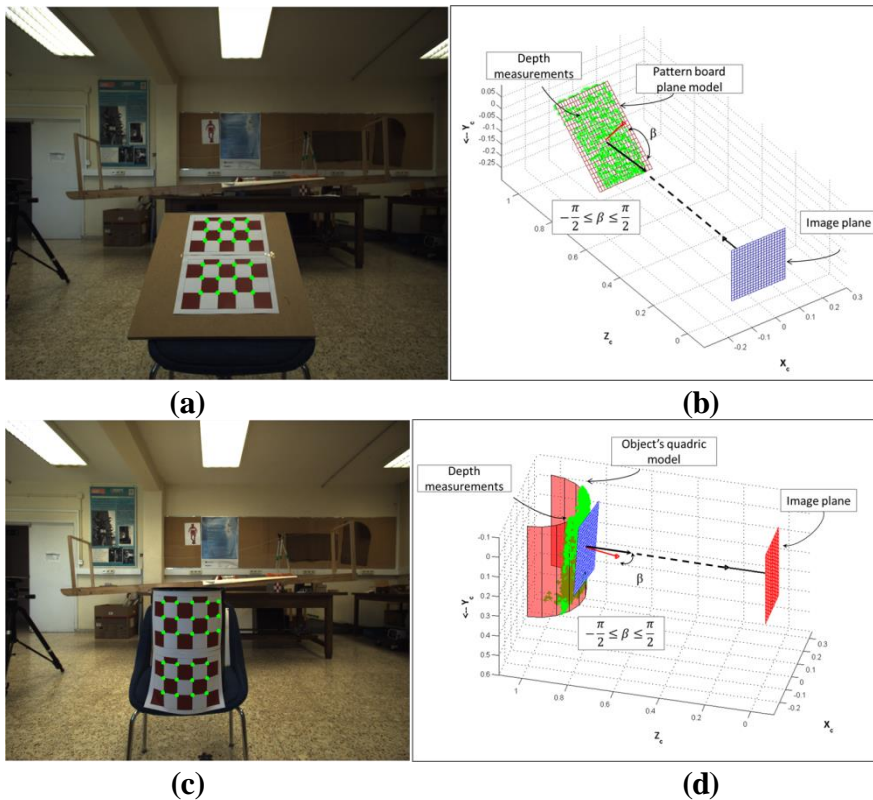 Depth
measurements
Pattern board
plane model
0.05
0
-0.05
-0.1
-0.15
-0.2
-0.25
<-- Y_c
β
1
0.8
0.6
0.4
0.2
0
Z_c
-π/2 ≤ β ≤ π/2
Image plane
0.3
0.2
0.1
0
-0.1
-0.2
X_c
(a)
(b)
Object's quadric
model
Depth
measurements
Image plane
-0.1
0
0.1
0.2
0.3
0.4
0.5
0.6
<-- Y_c
β
-π/2 ≤ β ≤ π/2
1
0.8
0.6
0.4
0.2
0
Z_c
0.3
0.2
0.1
0
-0.1
-0.2
X_c
(c)
(d)